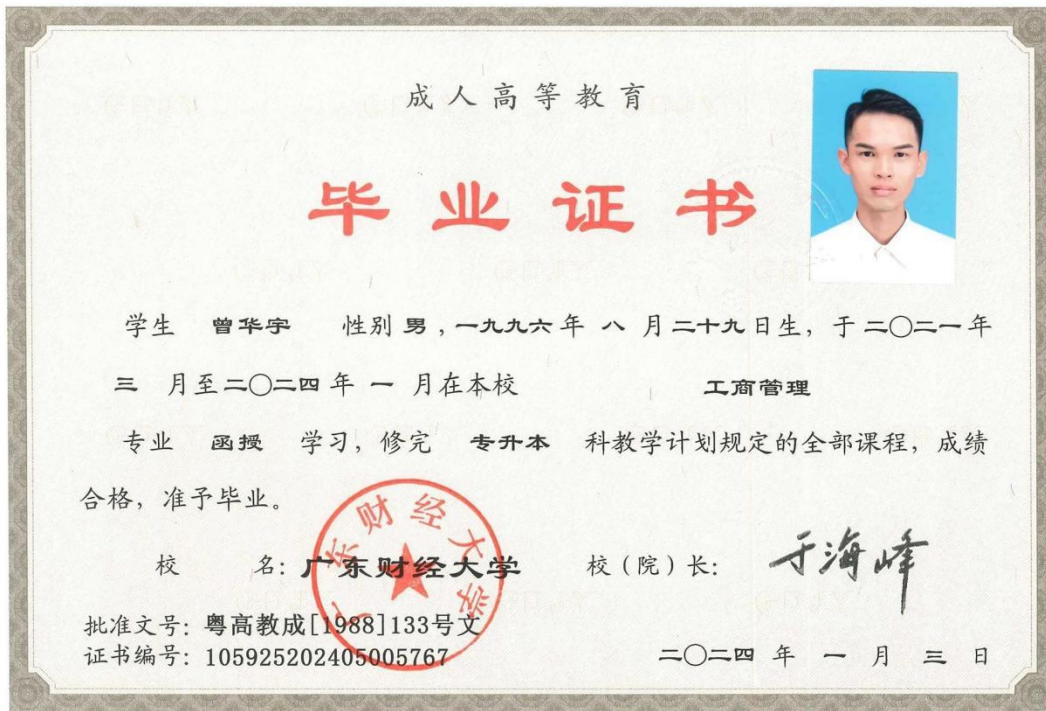 成人高等教育
毕业证书
学生 曾华宇 性别 男，一九九六年 八 月二十九日生，于二〇二一年
三 月至二〇二四年 一 月在本校 工商管理
专业 函授 学习，修完 专升本 科教学计划规定的全部课程，成绩
合格，准予毕业。
校 名：广东财经大学 校（院）长：于海峰
广东财经大学
批准文号：粤高教成[1988]133号文
证书编号：105925202405005767 二〇二四 年 一 月 三 日